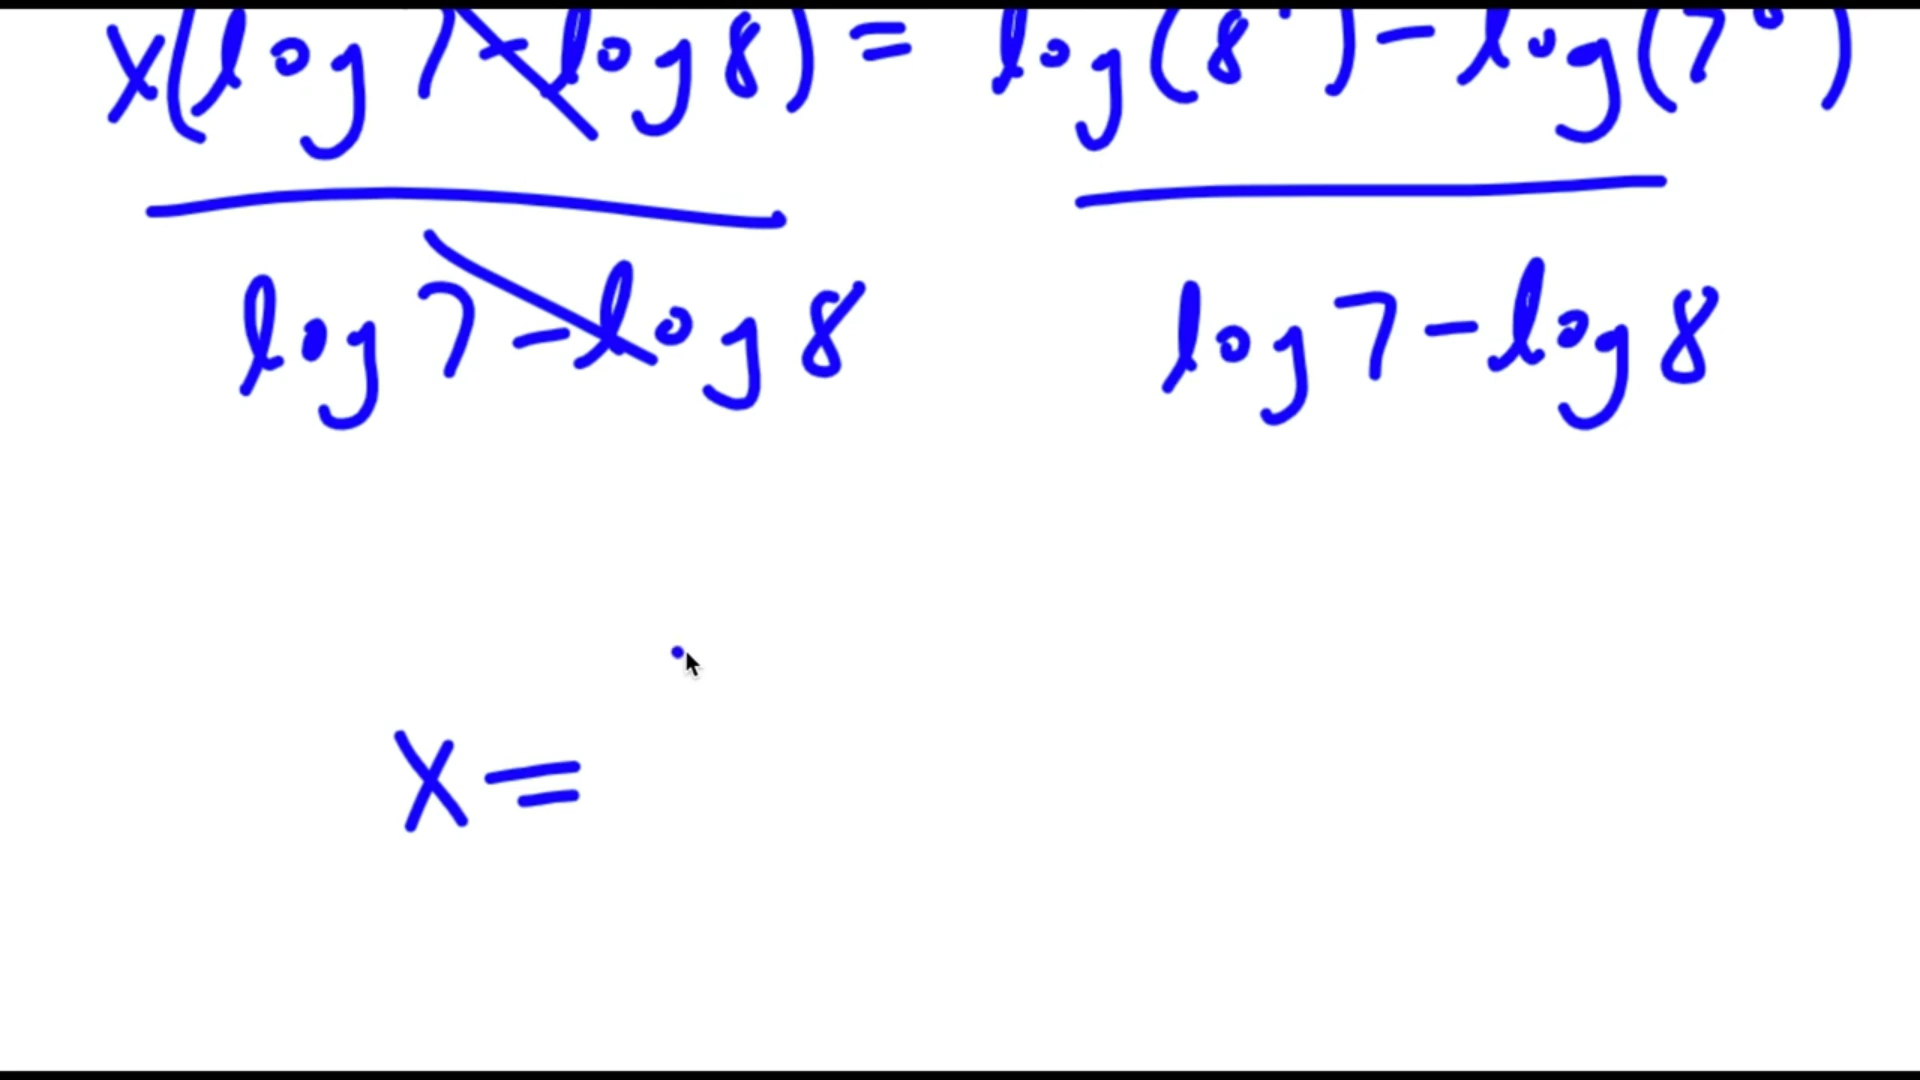 x(log 7 - log 8) = log(8 ) - log(7 )
log 7 - log 8 log 7 - log 8
x =